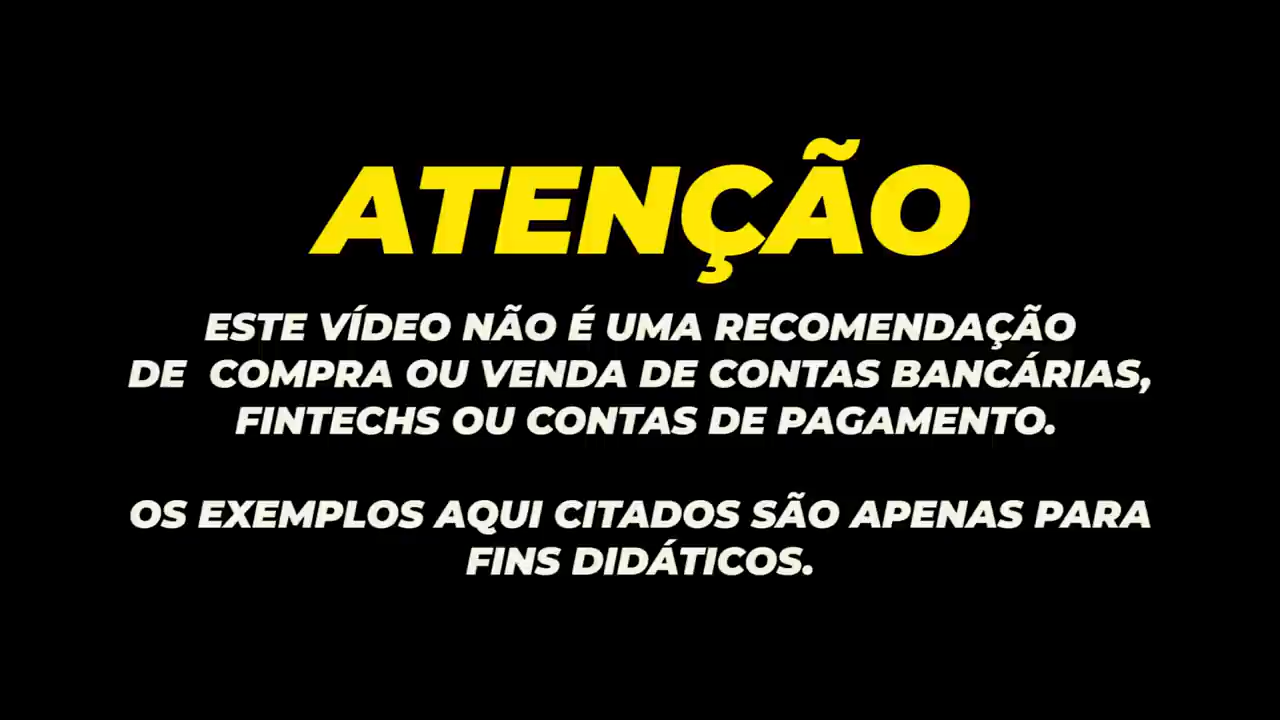 ATENÇÃO
ESTE VÍDEO NÃO É UMA RECOMENDAÇÃO
DE COMPRA OU VENDA DE CONTAS BANCÁRIAS,
FINTECHS OU CONTAS DE PAGAMENTO.
OS EXEMPLOS AQUI CITADOS SÃO APENAS PARA
FINS DIDÁTICOS.